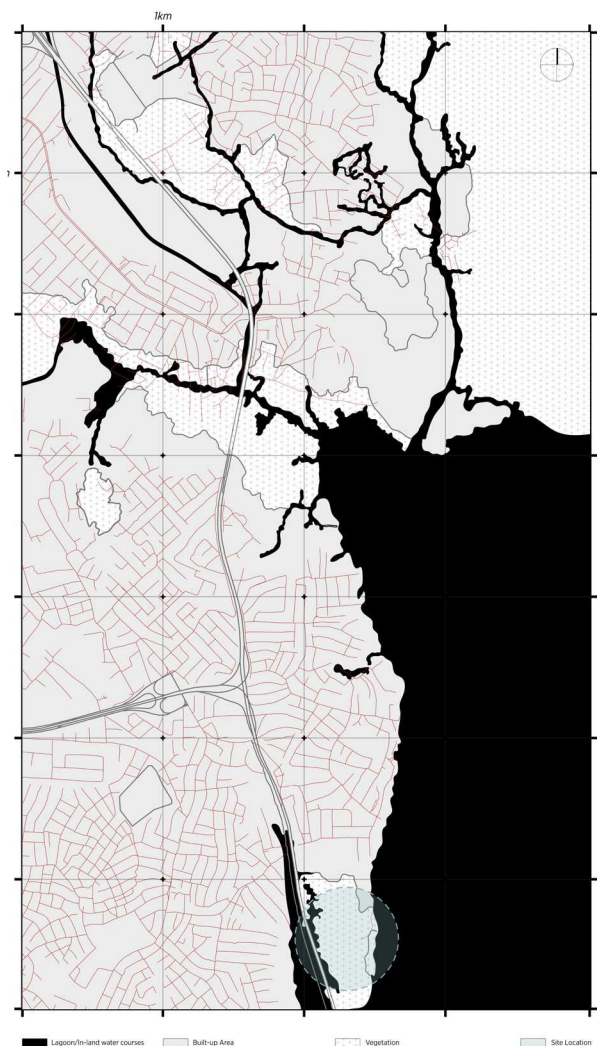 1km
Lagoon/In-land water courses
Built-up Area
Vegetation
Site Location